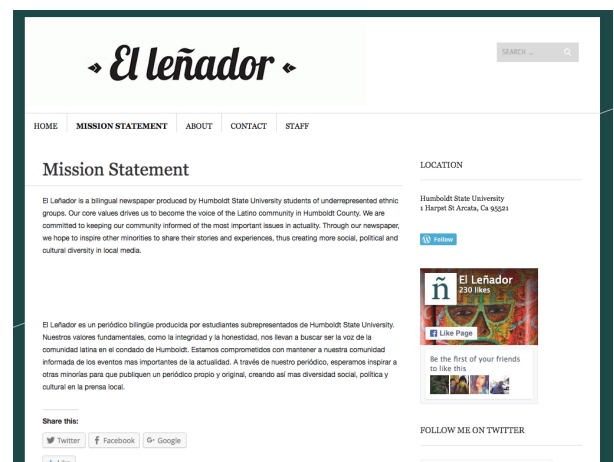 El leñador
SEARCH ...
HOME MISSION STATEMENT ABOUT CONTACT STAFF
Mission Statement
El Leñador is a bilingual newspaper produced by Humboldt State University students of underrepresented ethnic
groups. Our core values drives us to become the voice of the Latino community in Humboldt County. We are
committed to keeping our community informed of the most important issues in actuality. Through our newspaper,
we hope to inspire other minorities to share their stories and experiences, thus creating more social, political and
cultural diversity in local media.
El Leñador es un periódico bilingüe producida por estudiantes subrepresentados de Humboldt State University.
Nuestros valores fundamentales, como la integridad y la honestidad, nos llevan a buscar ser la voz de la
comunidad latina en el condado de Humboldt. Estamos comprometidos con mantener a nuestra comunidad
informada de los eventos mas importantes de la actualidad. A través de nuestro periódico, esperamos inspirar a
otras minorías para que publiquen un periódico propio y original, creando así mas diversidad social, política y
cultural en la prensa local.
Share this:
Twitter Facebook Google
LOCATION
Humboldt State University
1 Harpst St Arcata, Ca 95521
Follow
ñ
El Leñador
230 likes
Like Page
Be the first of your friends
to like this
FOLLOW ME ON TWITTER